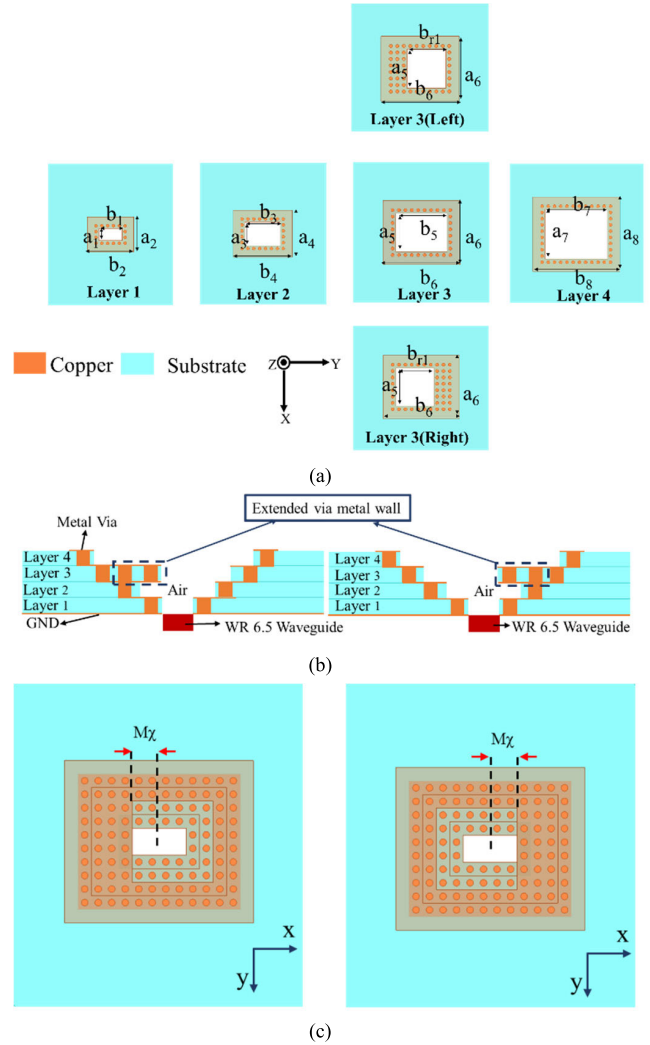 b_r1
a_5
a_6
b_6
Layer 3(Left)
b_1
a_1
a_2
b_2
Layer 1
b_3
a_3
a_4
b_4
Layer 2
a_5
b_5
a_6
b_6
Layer 3
b_7
a_7
a_8
b_8
Layer 4
Copper
Substrate
Z
Y
X
b_r1
a_5
b_6
a_6
Layer 3(Right)
(a)
Extended via metal wall
Metal Via
Layer 4
Layer 3
Layer 2
Layer 1
Air
GND
WR 6.5 Waveguide
Layer 4
Layer 3
Layer 2
Layer 1
Air
WR 6.5 Waveguide
(b)
Mχ
x
y
Mχ
x
y
(c)